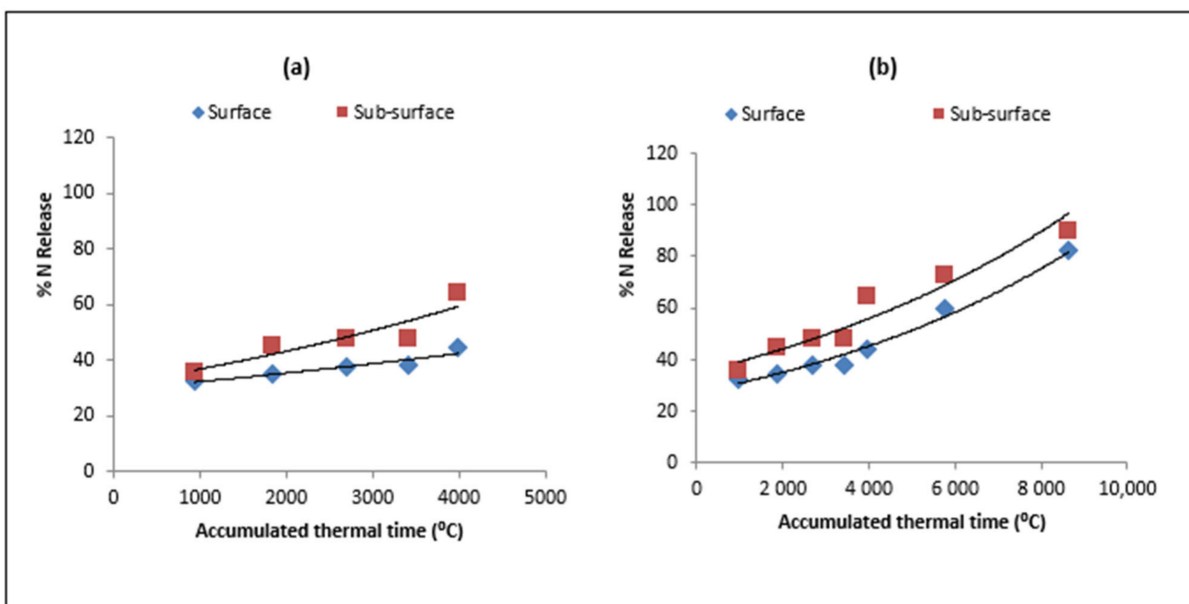 (a)
Surface Sub-surface
120
100
80
60
40
20
0
% N Release
0 1000 2000 3000 4000 5000
Accumulated thermal time (⁰C)
(b)
Surface Sub-surface
120
100
80
60
40
20
0
% N Release
0 2 000 4 000 6 000 8 000 10,000
Accumulated thermal time (⁰C)